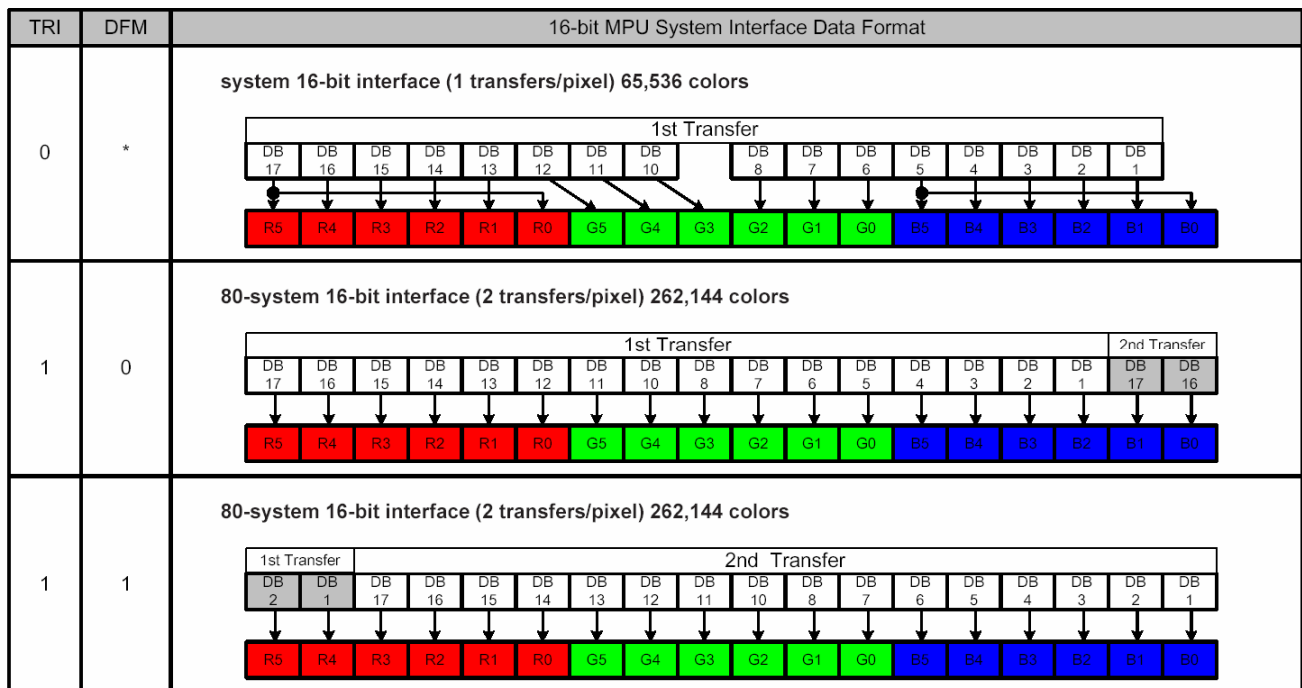 TRI DFM 16-bit MPU System Interface Data Format
system 16-bit interface (1 transfers/pixel) 65,536 colors
1st Transfer
0 *
DB 17 DB 16 DB 15 DB 14 DB 13 DB 12 DB 11 DB 10 DB 8 DB 7 DB 6 DB 5 DB 4 DB 3 DB 2 DB 1
R5 R4 R3 R2 R1 R0 G5 G4 G3 G2 G1 G0 B5 B4 B3 B2 B1 B0
80-system 16-bit interface (2 transfers/pixel) 262,144 colors
1st Transfer 2nd Transfer
1 0
DB 17 DB 16 DB 15 DB 14 DB 13 DB 12 DB 11 DB 10 DB 8 DB 7 DB 6 DB 5 DB 4 DB 3 DB 2 DB 1 DB 17 DB 16
R5 R4 R3 R2 R1 R0 G5 G4 G3 G2 G1 G0 B5 B4 B3 B2 B1 B0
80-system 16-bit interface (2 transfers/pixel) 262,144 colors
1st Transfer 2nd Transfer
1 1
DB 2 DB 1 DB 17 DB 16 DB 15 DB 14 DB 13 DB 12 DB 11 DB 10 DB 8 DB 7 DB 6 DB 5 DB 4 DB 3 DB 2 DB 1
R5 R4 R3 R2 R1 R0 G5 G4 G3 G2 G1 G0 B5 B4 B3 B2 B1 B0